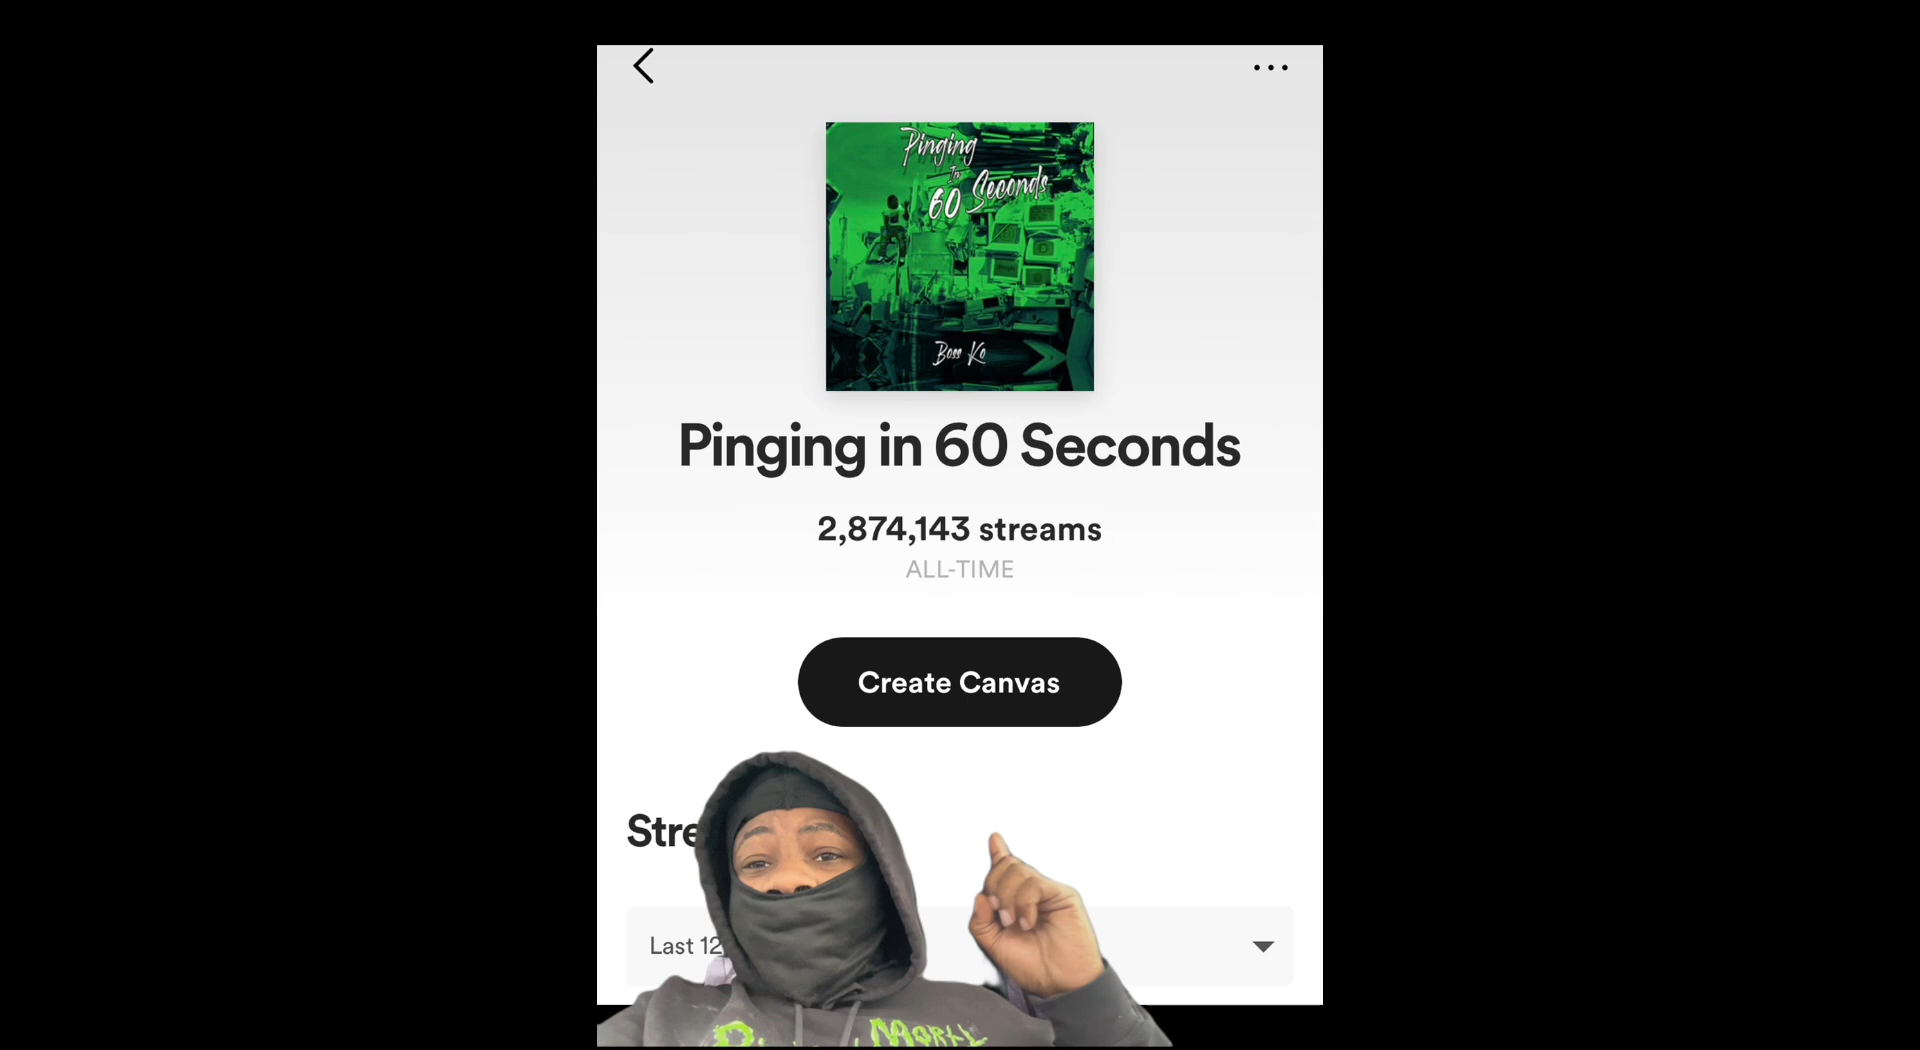 Pinging
In
60 Seconds
Boss Ko
Pinging in 60 Seconds
2,874,143 streams
ALL-TIME
Create Canvas
Last 12